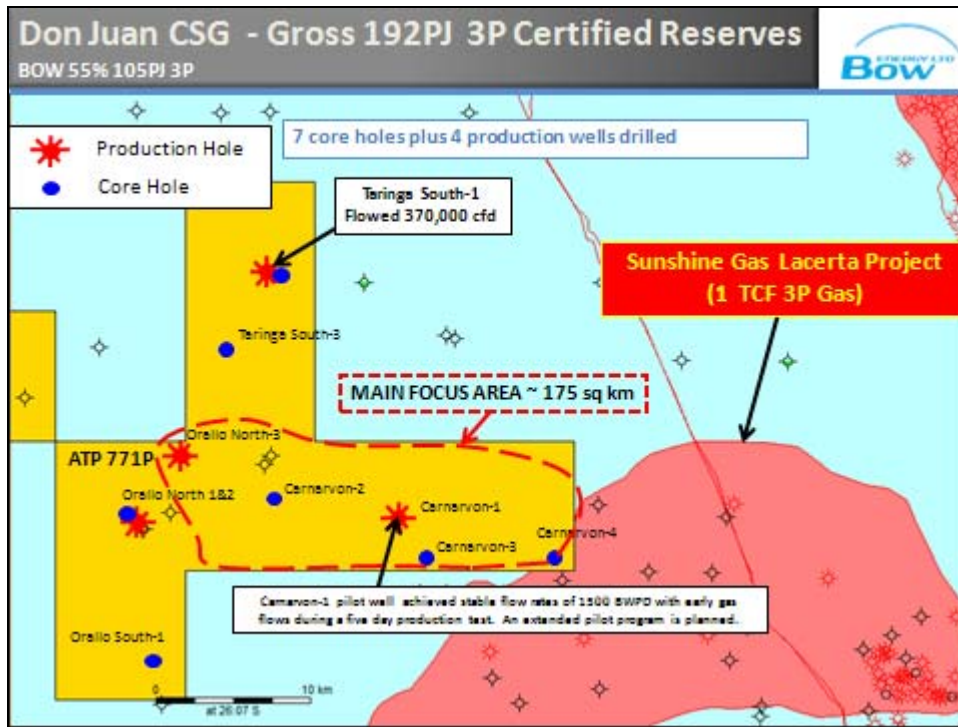 Don Juan CSG - Gross 192PJ 3P Certified Reserves
BOW 55% 105PJ 3P
ENERGY LTD
Bow
7 core holes plus 4 production wells drilled
Production Hole
Core Hole
Taringa South-1
Flowed 370,000 cfd
Sunshine Gas Lacerta Project
(1 TCF 3P Gas)
Taringa South-3
MAIN FOCUS AREA ~ 175 sq km
Orallo North-3
ATP 771P
Orallo North 1&2
Carnarvon-2
Carnarvon-1
Carnarvon-3
Carnarvon-4
Carnarvon-1 pilot well achieved stable flow rates of 1500 BWPD with early gas
flows during a five day production test. An extended pilot program is planned.
Orallo South-1
0
10 km
at 26.07 S